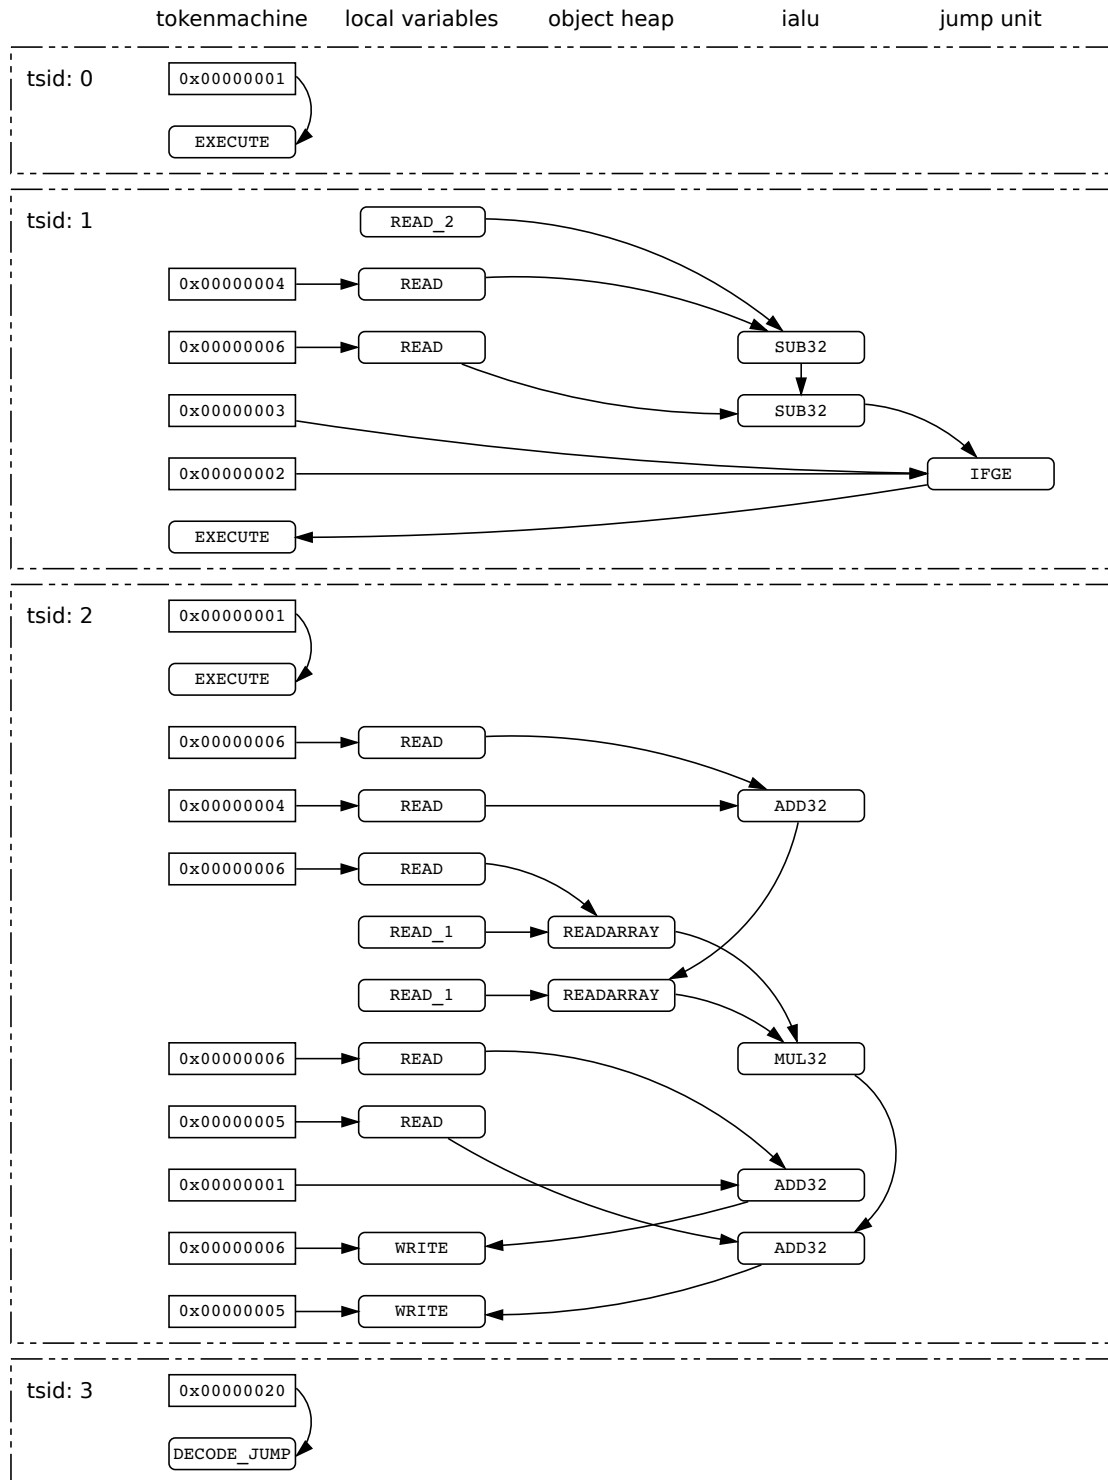 tokenmachine local variables object heap ialu jump unit
tsid: 0 0x00000001
EXECUTE
tsid: 1 READ_2
0x00000004 READ
0x00000006 READ SUB32
0x00000003 SUB32
0x00000002 IFGE
EXECUTE
tsid: 2 0x00000001
EXECUTE
0x00000006 READ
0x00000004 READ ADD32
0x00000006 READ
READ_1 READARRAY
READ_1 READARRAY
0x00000006 READ MUL32
0x00000005 READ
0x00000001 ADD32
0x00000006 WRITE ADD32
0x00000005 WRITE
tsid: 3 0x00000020
DECODE_JUMP